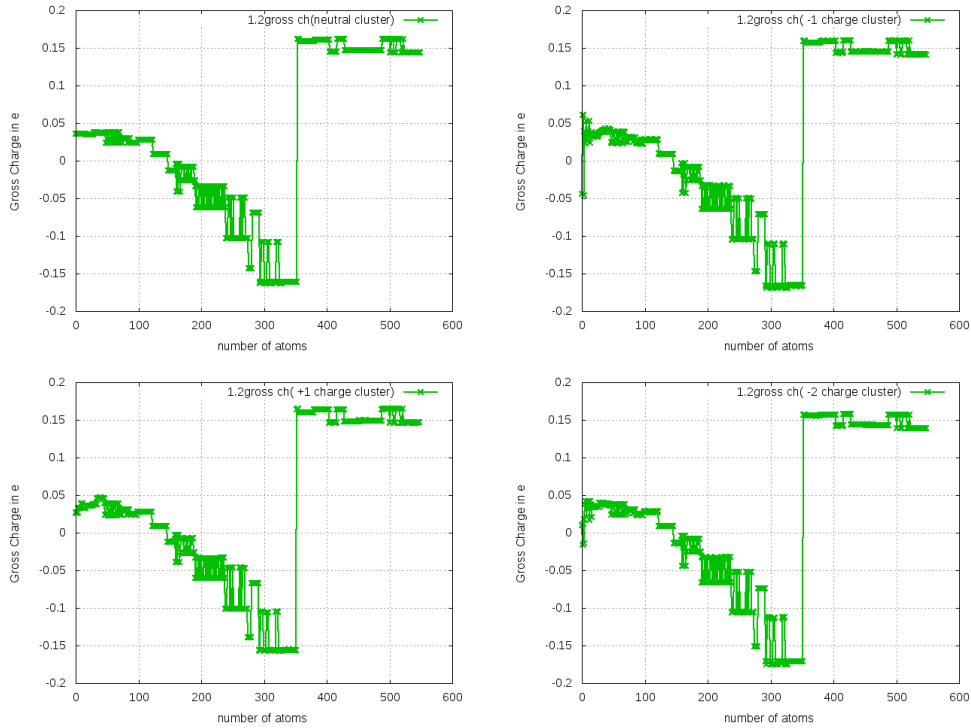 1.2gross ch(neutral cluster)
0.2
0.15
0.1
0.05
0
-0.05
-0.1
-0.15
-0.2
Gross Charge in e
0 100 200 300 400 500 600
number of atoms
1.2gross ch( -1 charge cluster)
0.2
0.15
0.1
0.05
0
-0.05
-0.1
-0.15
-0.2
Gross Charge in e
0 100 200 300 400 500 600
number of atoms
1.2gross ch( +1 charge cluster)
0.2
0.15
0.1
0.05
0
-0.05
-0.1
-0.15
-0.2
Gross Charge in e
0 100 200 300 400 500 600
number of atoms
1.2gross ch( -2 charge cluster)
0.2
0.15
0.1
0.05
0
-0.05
-0.1
-0.15
-0.2
Gross Charge in e
0 100 200 300 400 500 600
number of atoms